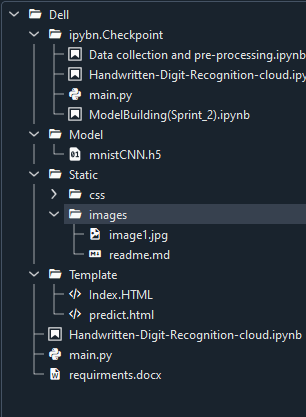 Dell
ipybn.Checkpoint
Data collection and pre-processing.ipynb
Handwritten-Digit-Recognition-cloud.ipy
main.py
ModelBuilding(Sprint_2).ipynb
Model
mnistCNN.h5
Static
css
images
image1.jpg
readme.md
Template
Index.HTML
predict.html
Handwritten-Digit-Recognition-cloud.ipynb
main.py
requirments.docx